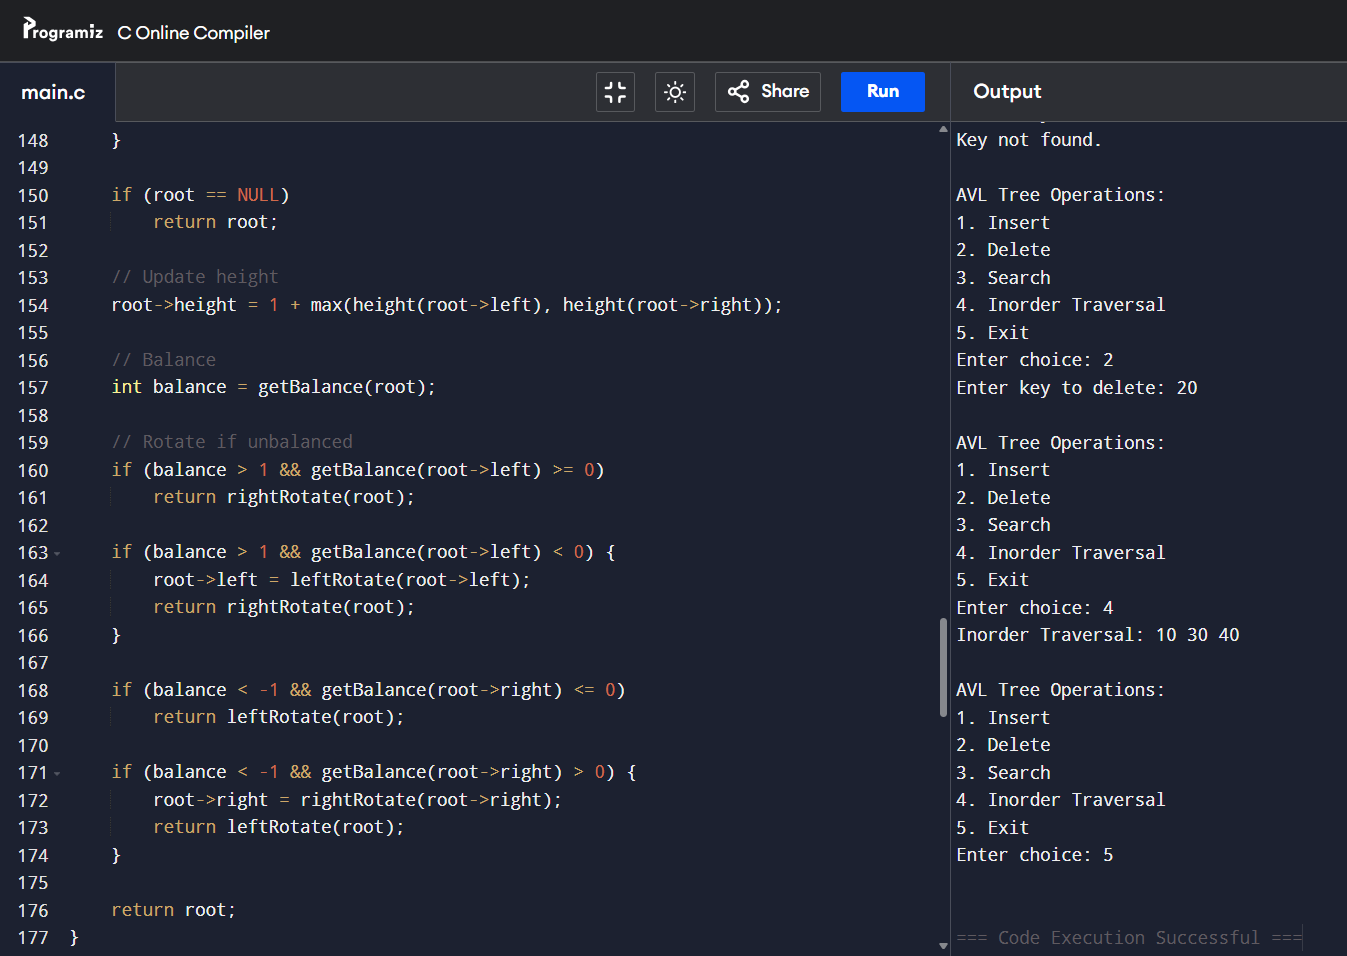 Programiz C Online Compiler
main.c
Share
Run
Output
148 }
149
150 if (root == NULL)
151 return root;
152
153 // Update height
154 root->height = 1 + max(height(root->left), height(root->right));
155
156 // Balance
157 int balance = getBalance(root);
158
159 // Rotate if unbalanced
160 if (balance > 1 && getBalance(root->left) >= 0)
161 return rightRotate(root);
162
163 if (balance > 1 && getBalance(root->left) < 0) {
164 root->left = leftRotate(root->left);
165 return rightRotate(root);
166 }
167
168 if (balance < -1 && getBalance(root->right) <= 0)
169 return leftRotate(root);
170
171 if (balance < -1 && getBalance(root->right) > 0) {
172 root->right = rightRotate(root->right);
173 return leftRotate(root);
174 }
175
176 return root;
177 }
Key not found.
AVL Tree Operations:
1. Insert
2. Delete
3. Search
4. Inorder Traversal
5. Exit
Enter choice: 2
Enter key to delete: 20
AVL Tree Operations:
1. Insert
2. Delete
3. Search
4. Inorder Traversal
5. Exit
Enter choice: 4
Inorder Traversal: 10 30 40
AVL Tree Operations:
1. Insert
2. Delete
3. Search
4. Inorder Traversal
5. Exit
Enter choice: 5
=== Code Execution Successful ===